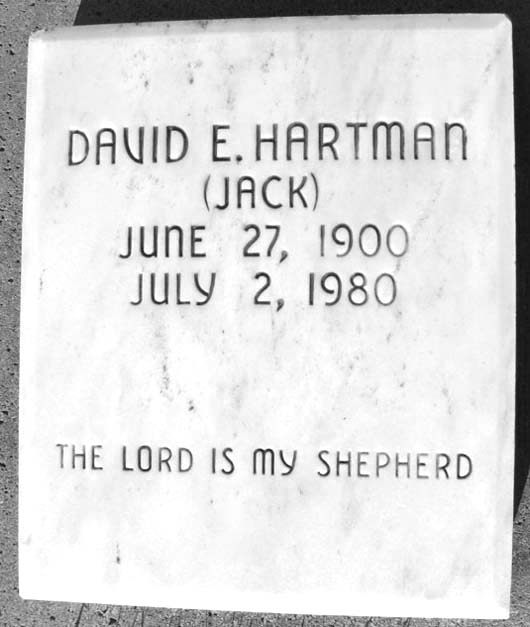 DAVID E. HARTMAN
(JACK)
JUNE 27, 1900
JULY 2, 1980
THE LORD IS MY SHEPHERD